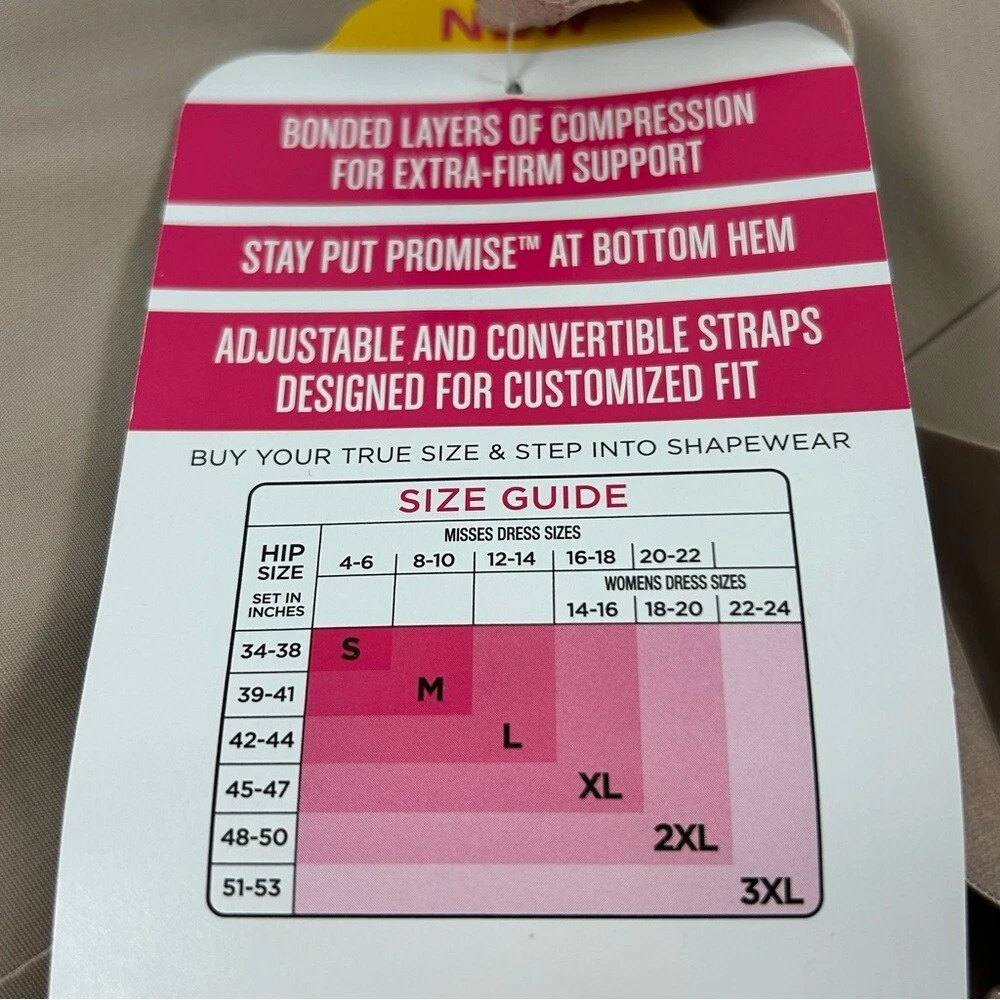 NEW
BONDED LAYERS OF COMPRESSION
FOR EXTRA-FIRM SUPPORT
STAY PUT PROMISE™ AT BOTTOM HEM
ADJUSTABLE AND CONVERTIBLE STRAPS
DESIGNED FOR CUSTOMIZED FIT
BUY YOUR TRUE SIZE & STEP INTO SHAPEWEAR
SIZE GUIDE
HIP
SIZE
SET IN
INCHES
MISSES DRESS SIZES
4-6 8-10 12-14 16-18 20-22
WOMENS DRESS SIZES
14-16 18-20 22-24
34-38 S
39-41 M
42-44 L
45-47 XL
48-50 2XL
51-53 3XL